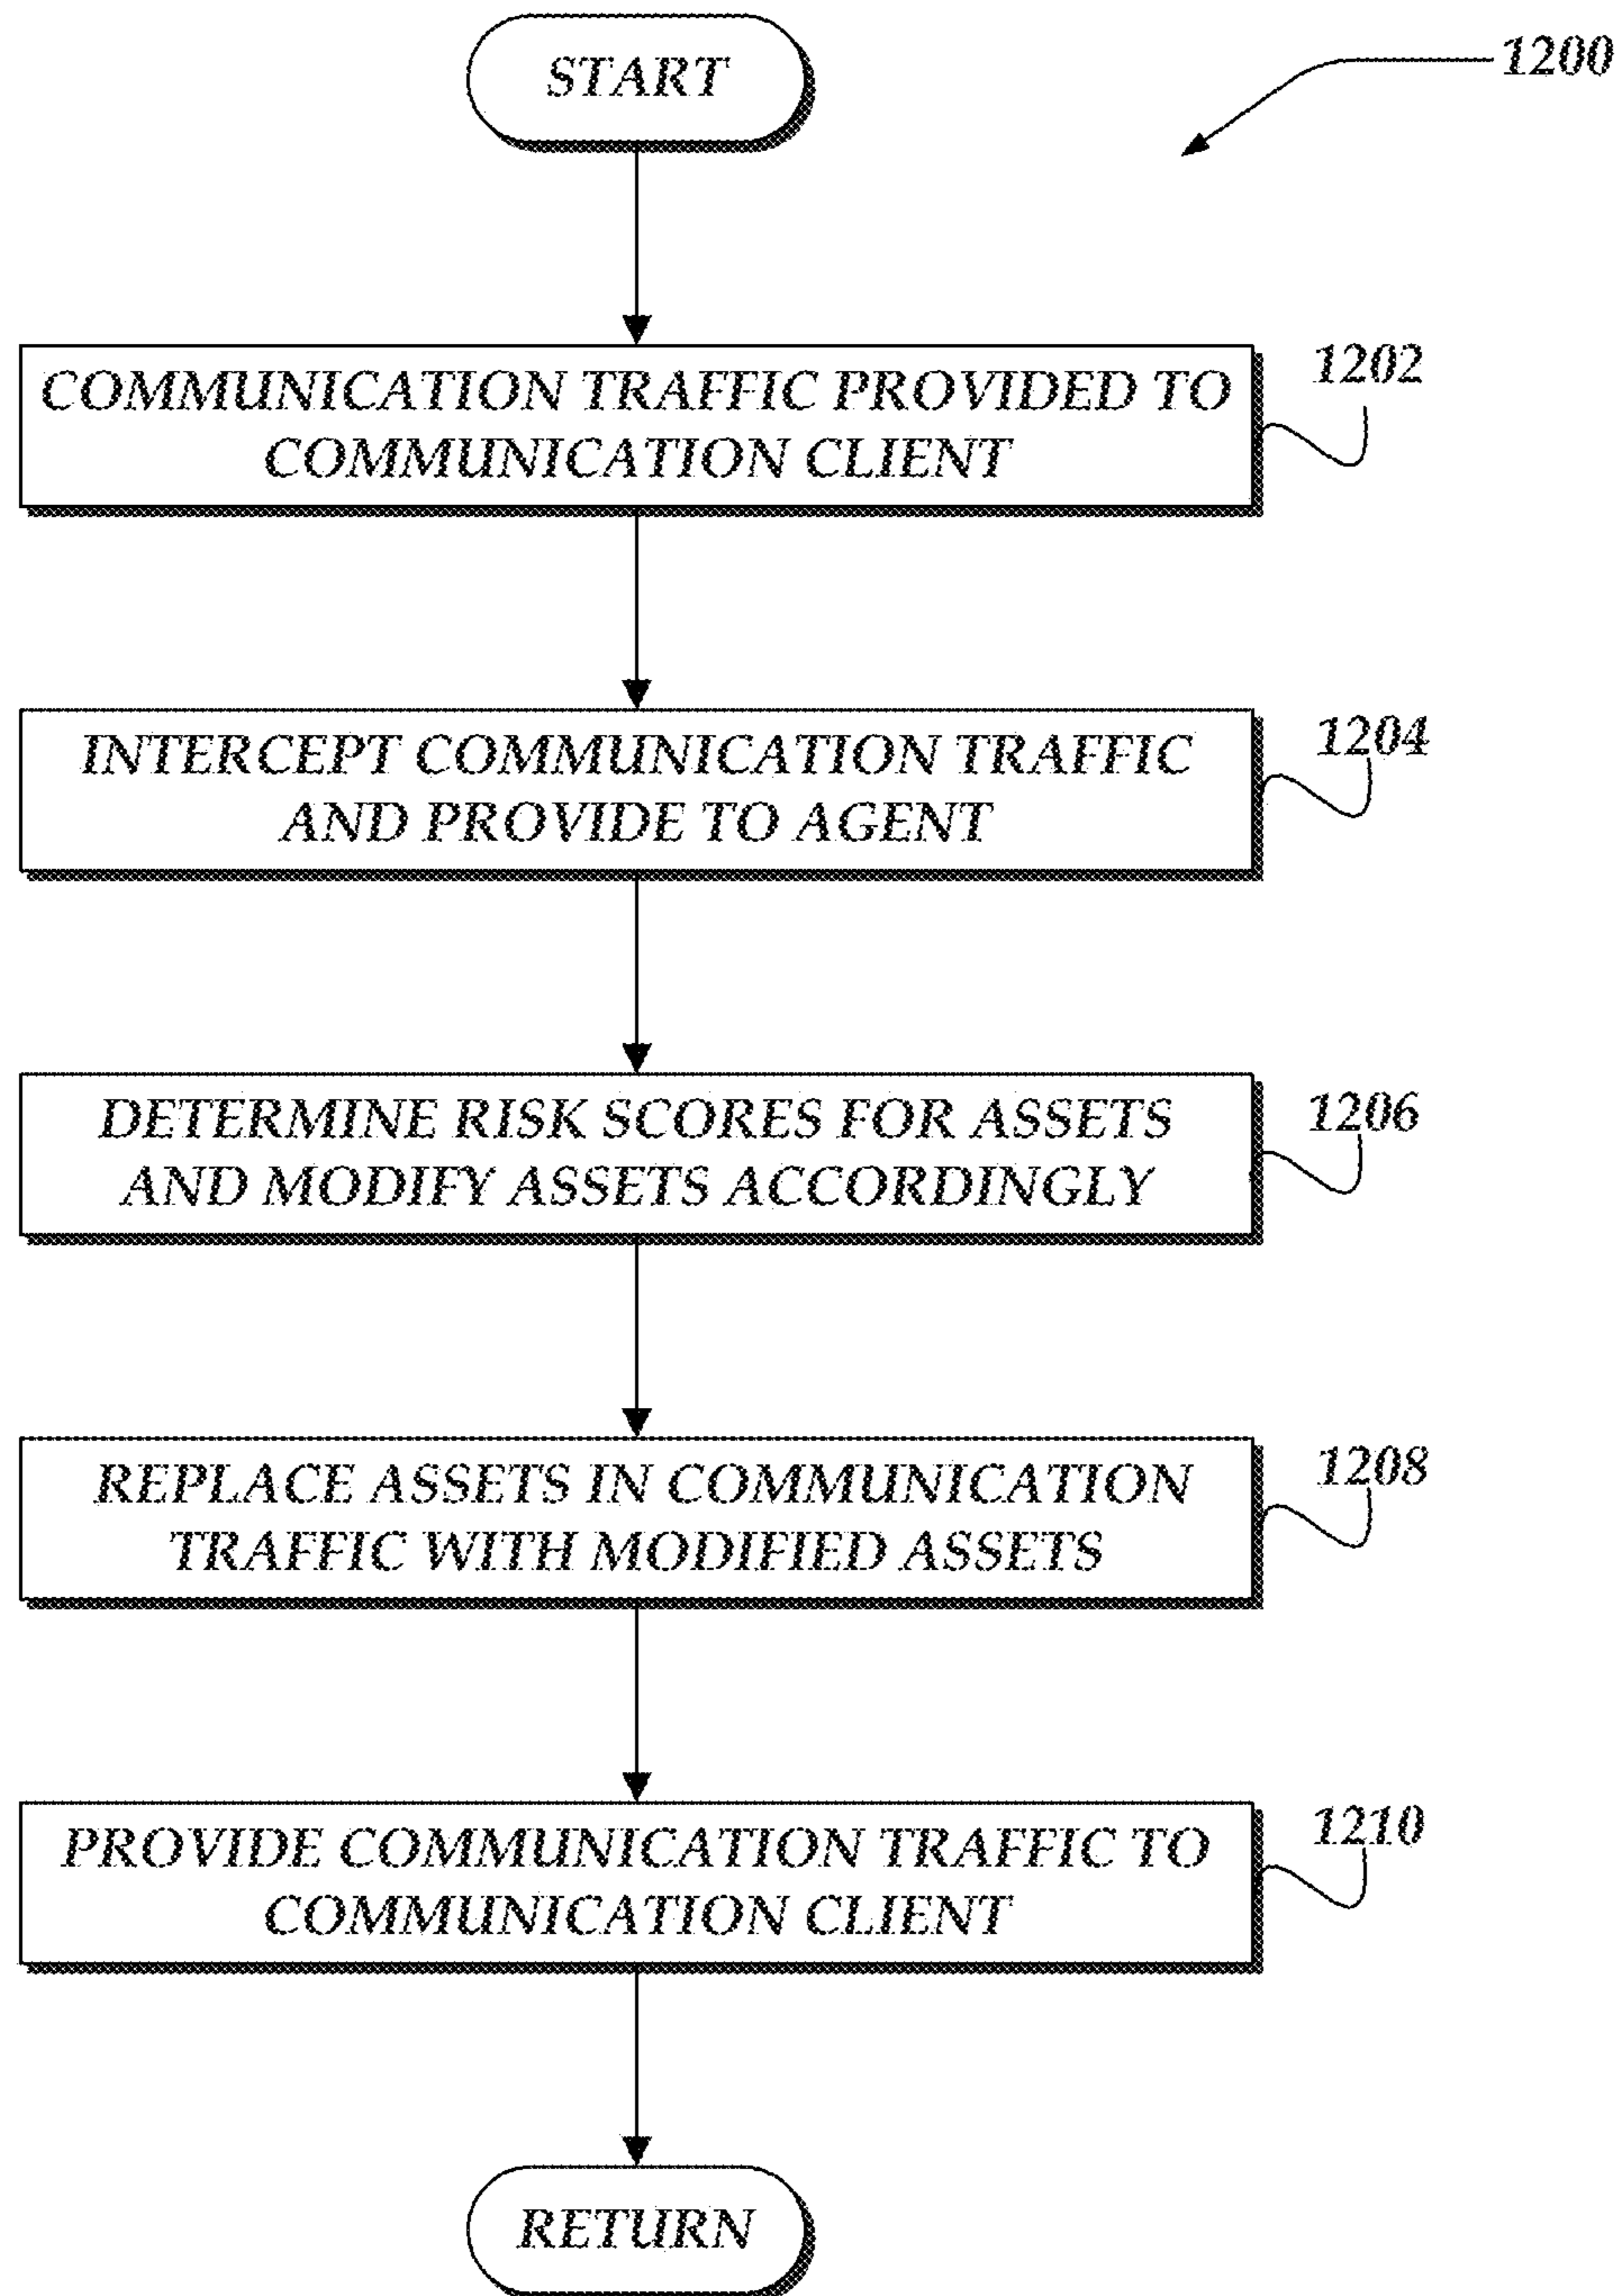 START
1200
COMMUNICATION TRAFFIC PROVIDED TO
COMMUNICATION CLIENT
1202
INTERCEPT COMMUNICATION TRAFFIC
AND PROVIDE TO AGENT
1204
DETERMINE RISK SCORES FOR ASSETS
AND MODIFY ASSETS ACCORDINGLY
1206
REPLACE ASSETS IN COMMUNICATION
TRAFFIC WITH MODIFIED ASSETS
1208
PROVIDE COMMUNICATION TRAFFIC TO
COMMUNICATION CLIENT
1210
RETURN